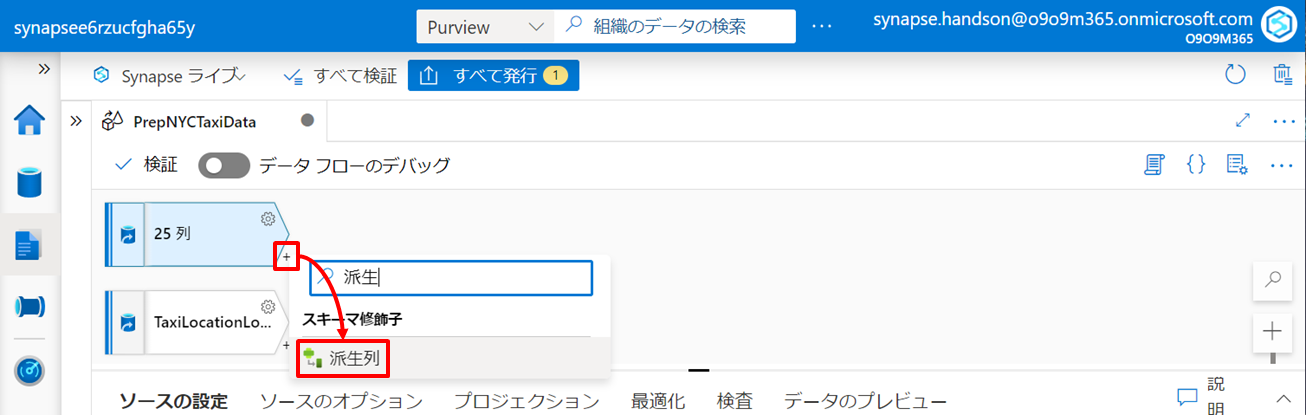 synapsee6rzucfgha65y
Purview
組織のデータの検索
synapse.handson@o9o9m365.onmicrosoft.com
O9O9M365
Synapse ライブ
すべて検証
すべて発行 1
PrepNYCTaxiData
検証
データ フローのデバッグ
25 列
派生
スキーマ修飾子
TaxiLocationLo...
派生列
ソースの設定
ソースのオプション
プロジェクション
最適化
検査
データのプレビュー
説明